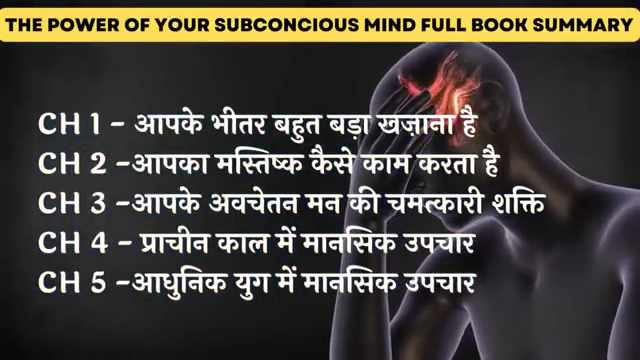 THE POWER OF YOUR SUBCONCIOUS MIND FULL BOOK SUMMARY
CH 1 - आपके भीतर बहुत बड़ा खज़ाना है
CH 2 -आपका मस्तिष्क कैसे काम करता है
CH 3 -आपके अवचेतन मन की चमत्कारी शक्ति
CH 4 - प्राचीन काल में मानसिक उपचार
CH 5 -आधुनिक युग में मानसिक उपचार